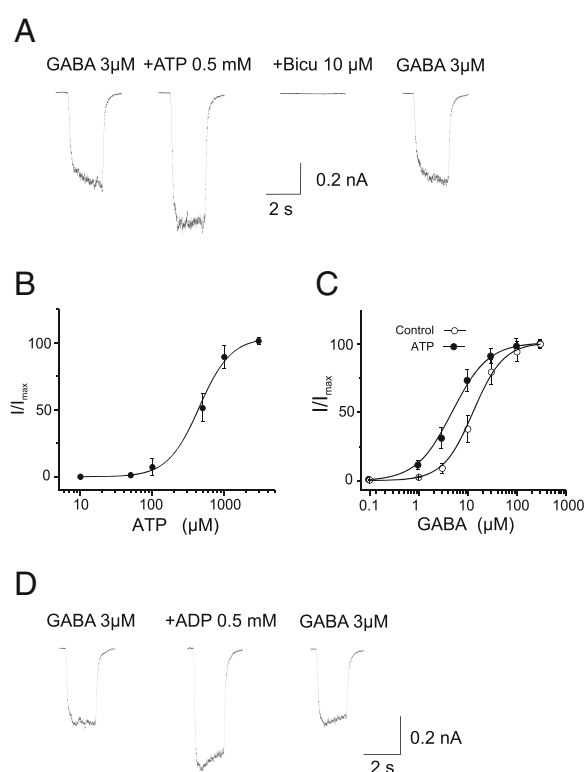 A
GABA 3µM +ATP 0.5 mM +Bicu 10 µM GABA 3µM
0.2 nA
2 s
B
I/Imax
100
50
0
10 100 1000
ATP (µM)
C
Control
ATP
I/Imax
100
50
0
0.1 1 10 100 1000
GABA (µM)
D
GABA 3µM +ADP 0.5 mM GABA 3µM
0.2 nA
2 s